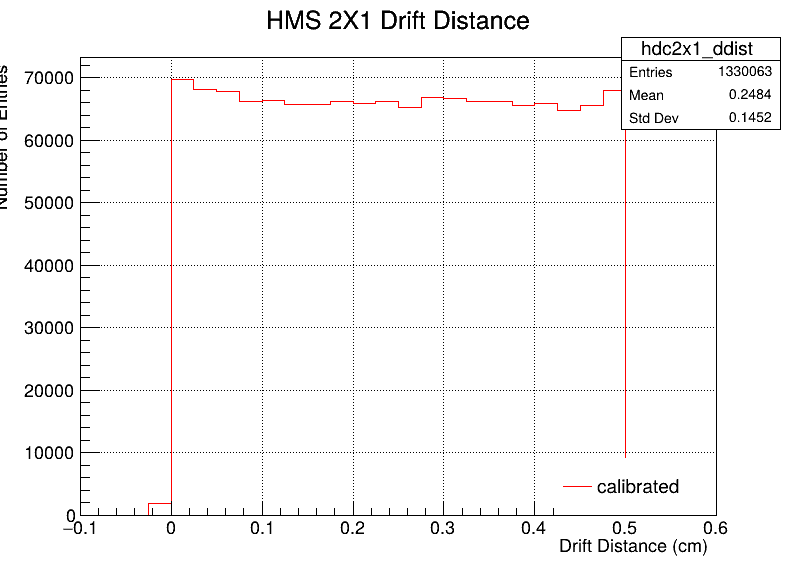 HMS 2X1 Drift Distance
hdc2x1_ddist
Entries 1330063
Mean 0.2484
Std Dev 0.1452
Number of Entries
70000
60000
50000
40000
30000
20000
10000
0
calibrated
−0.1 0 0.1 0.2 0.3 0.4 0.5 0.6
Drift Distance (cm)